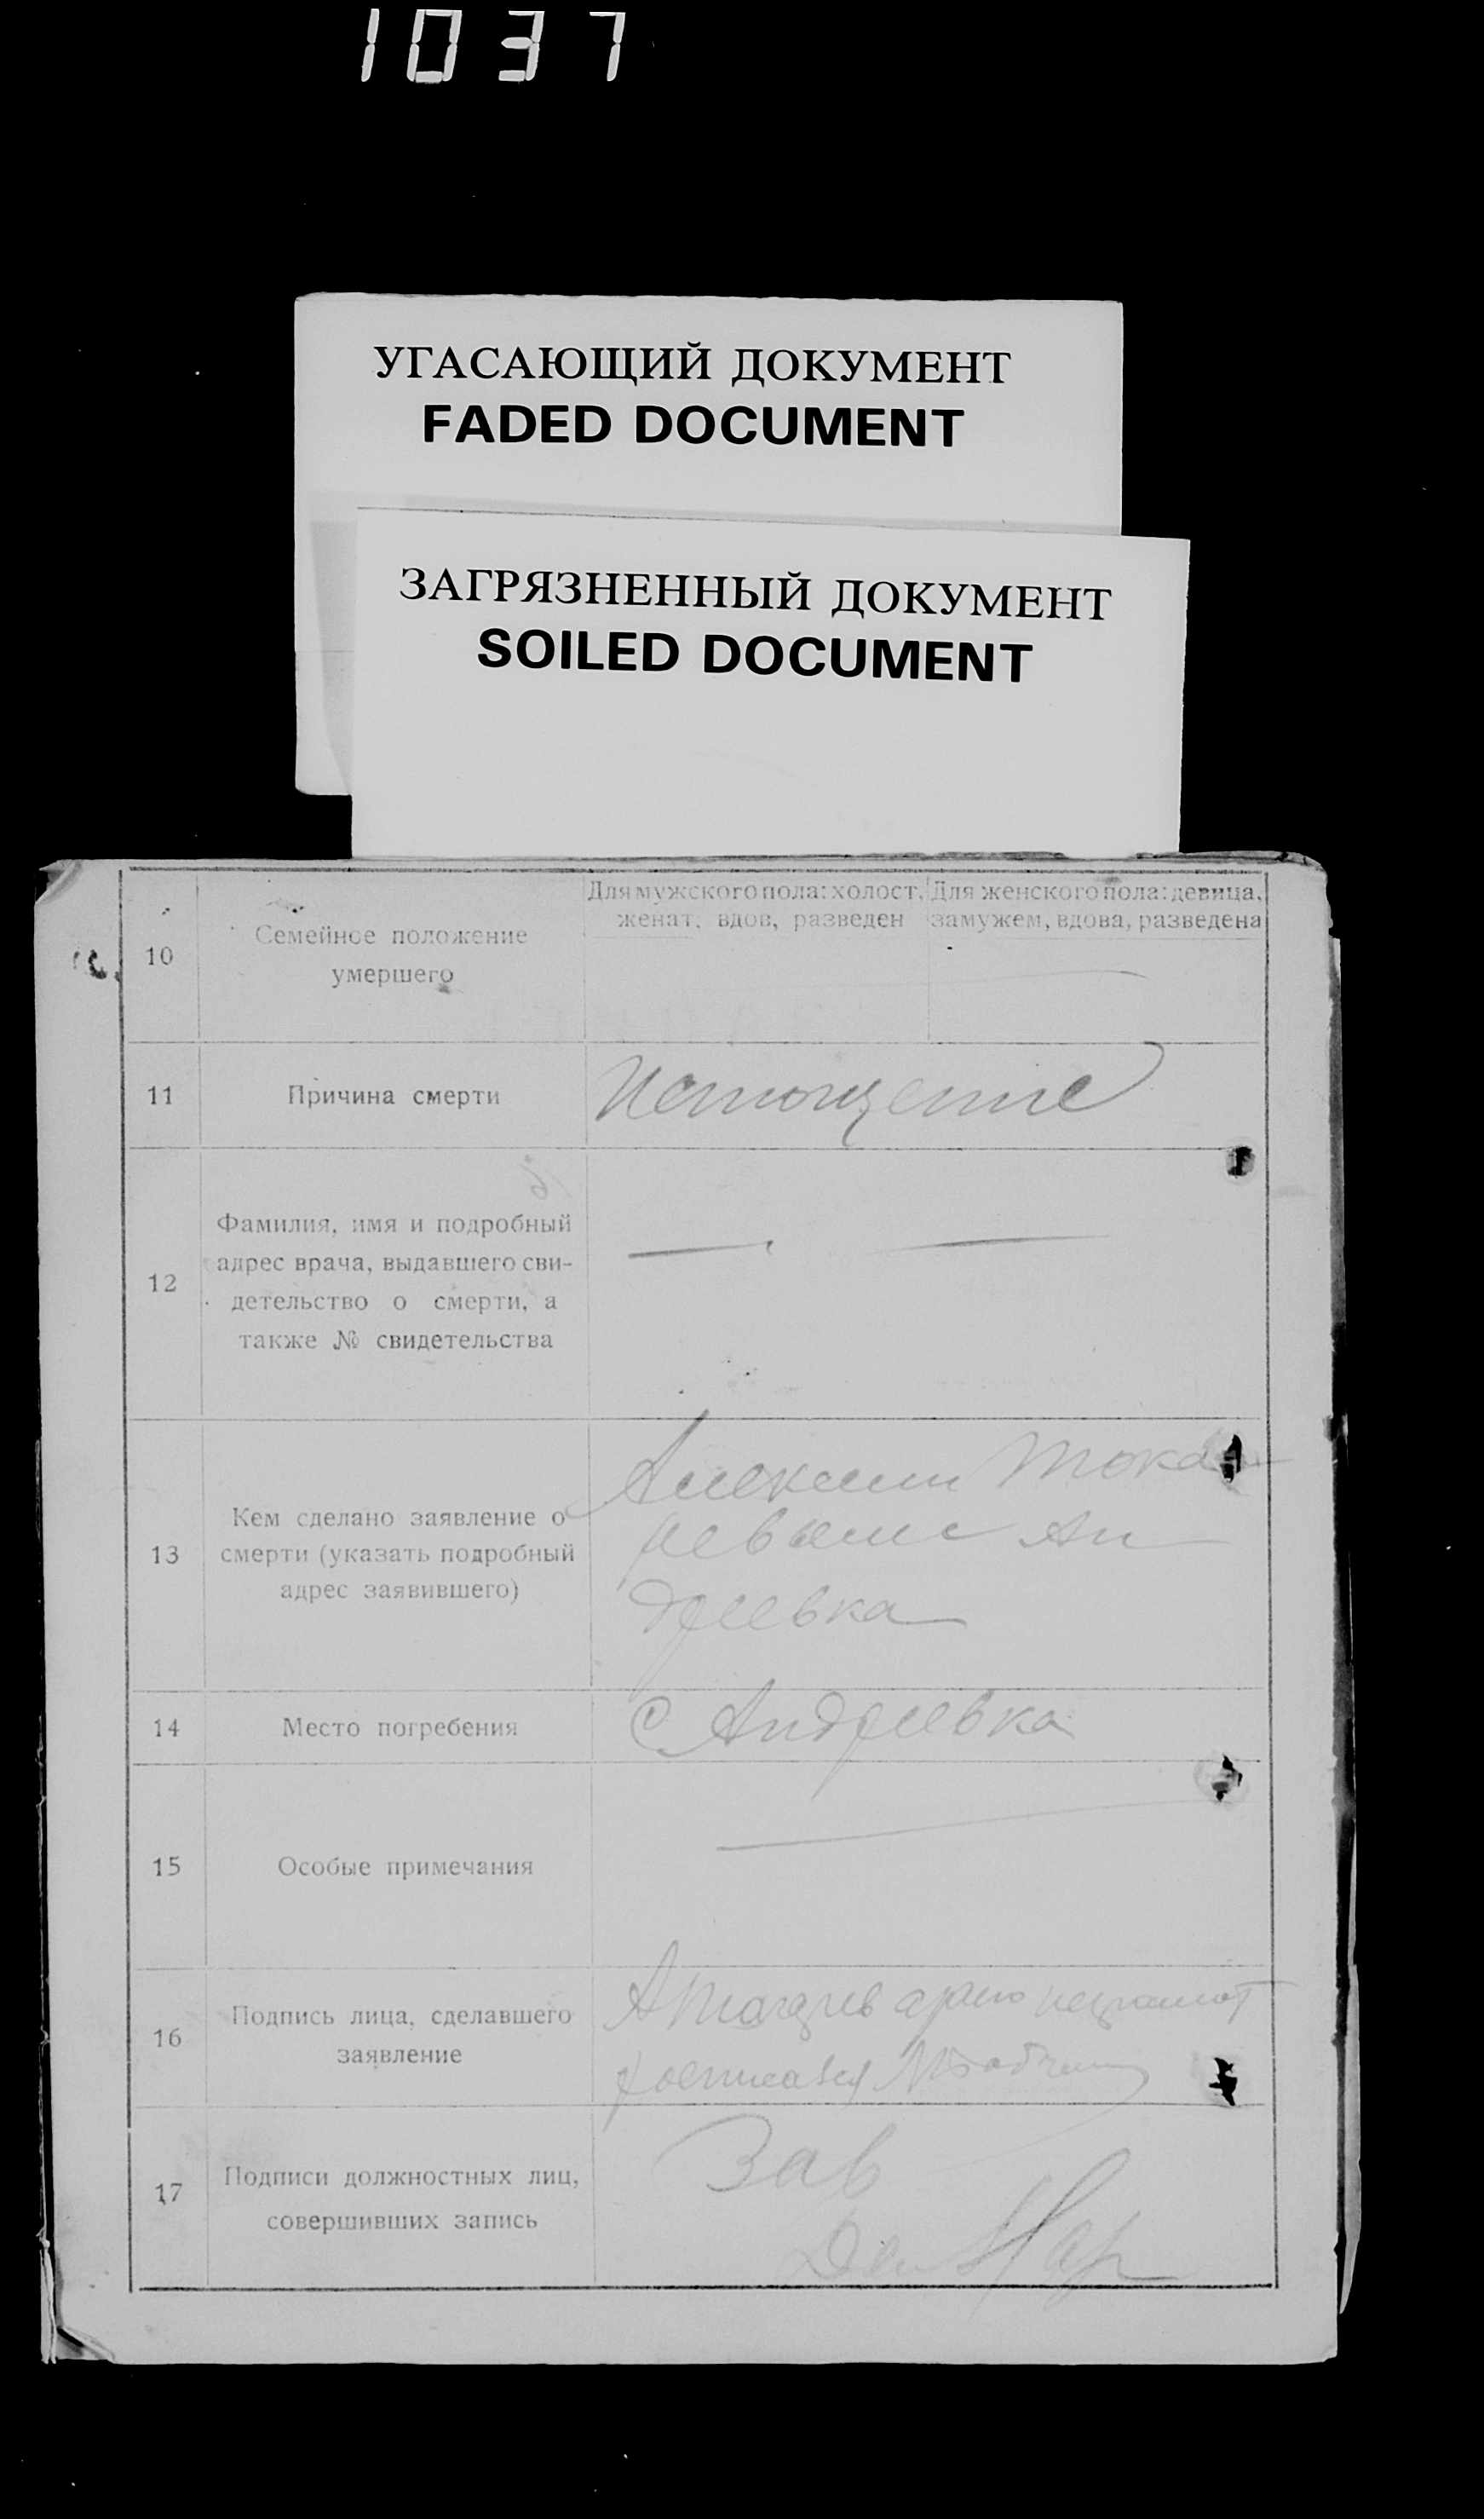 1037
УГАСАЮЩИЙ ДОКУМЕНТ
FADED DOCUMENT
ЗАГРЯЗНЕННЫЙ ДОКУМЕНТ
SOILED DOCUMENT
10
Семейное положение
умершего
Для мужского пола: холост,
женат, вдов, разведен
Для женского пола: девица,
замужем, вдова, разведена
11
Причина смерти
Истощение
12
Фамилия, имя и подробный
адрес врача, выдавшего сви-
детельство о смерти, а
также № свидетельства
13
Кем сделано заявление о
смерти (указать подробный
адрес заявившего)
Ан
дреевка
14
Место погребения
с Андреевка
15
Особые примечания
16
Подпись лица, сделавшего
заявление
неграмот
17
Подписи должностных лиц,
совершивших запись
Зав